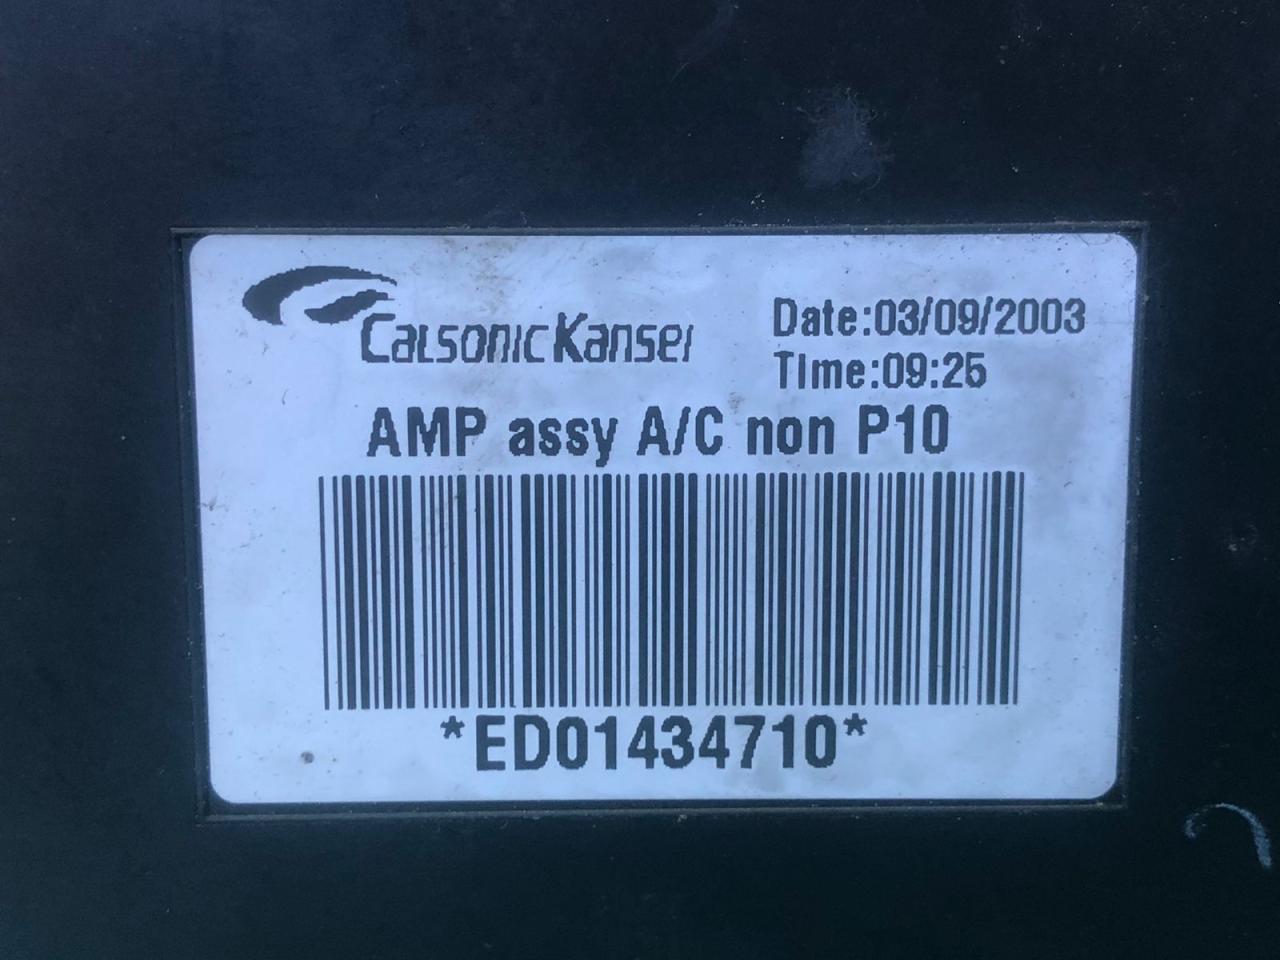 CalsonicKansei
Date:03/09/2003
Time:09:25
AMP assy A/C non P10
*ED01434710*